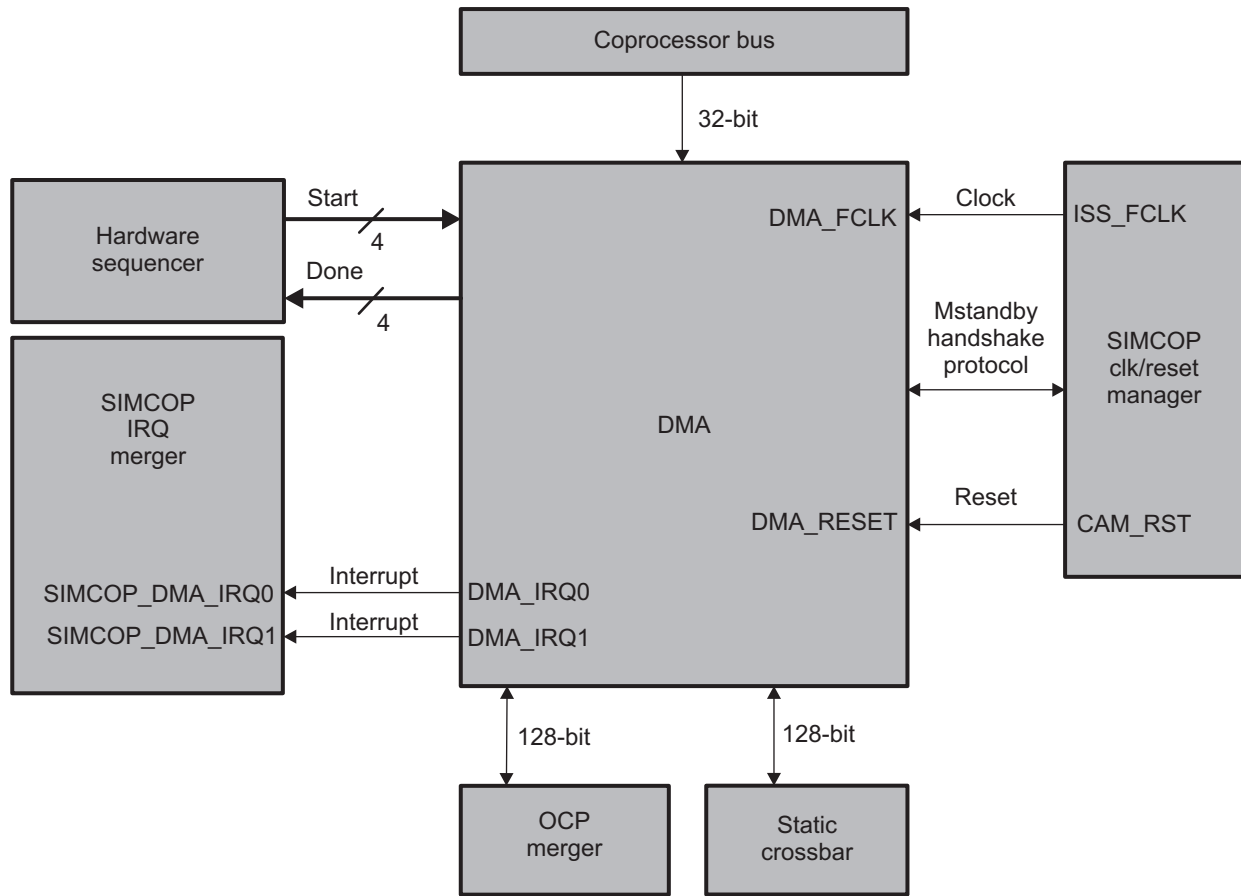 Coprocessor bus
32-bit
Hardware
sequencer
Start
4
Done
4
DMA_FCLK
Clock
ISS_FCLK
Mstandby
handshake
protocol
SIMCOP
clk/reset
manager
SIMCOP
IRQ
merger
DMA
DMA_RESET
Reset
CAM_RST
SIMCOP_DMA_IRQ0
Interrupt
DMA_IRQ0
SIMCOP_DMA_IRQ1
Interrupt
DMA_IRQ1
128-bit
128-bit
OCP
merger
Static
crossbar